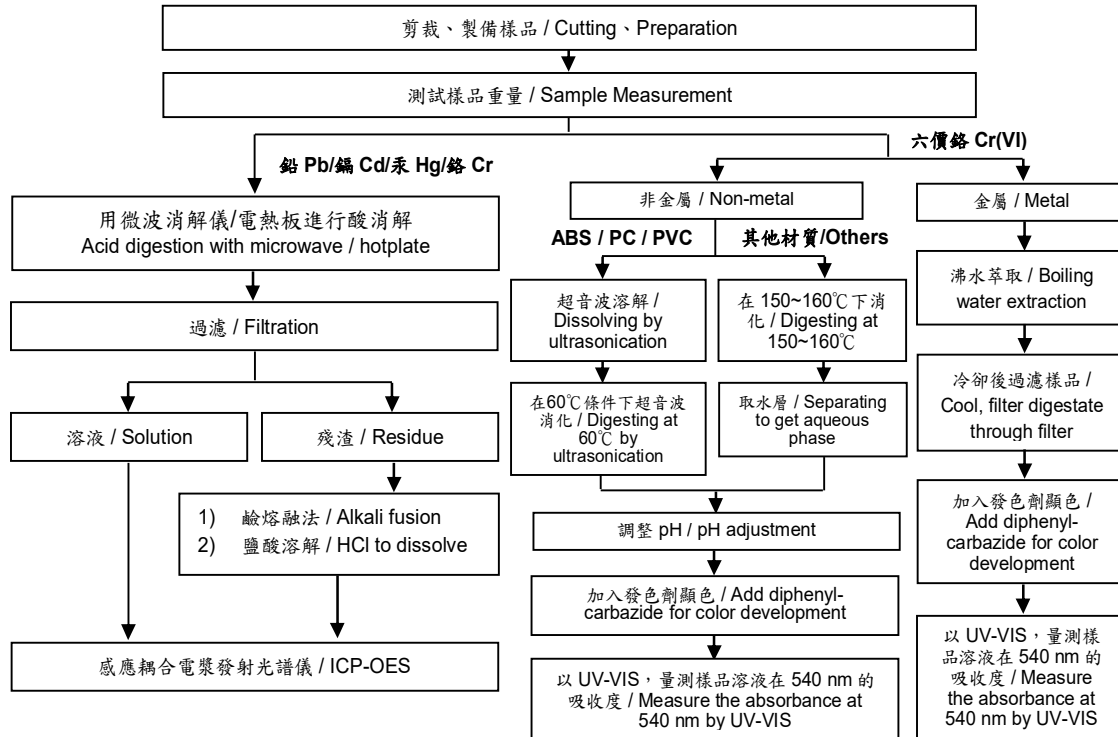 剪裁、製備樣品 / Cutting、Preparation
測試樣品重量 / Sample Measurement
鉛 Pb/鎘 Cd/汞 Hg/鉻 Cr
六價鉻 Cr(VI)
用微波消解儀/電熱板進行酸消解
Acid digestion with microwave / hotplate
過濾 / Filtration
溶液 / Solution
殘渣 / Residue
1) 鹼熔融法 / Alkali fusion
2) 鹽酸溶解 / HCl to dissolve
感應耦合電漿發射光譜儀 / ICP-OES
非金屬 / Non-metal
ABS / PC / PVC
其他材質/Others
超音波溶解 /
Dissolving by
ultrasonication
在 150~160℃下消
化 / Digesting at
150~160℃
在60℃條件下超音波
消化 / Digesting at
60℃ by
ultrasonication
取水層 / Separating
to get aqueous
phase
調整 pH / pH adjustment
加入發色劑顯色 / Add diphenyl-
carbazide for color development
以 UV-VIS，量測樣品溶液在 540 nm 的
吸收度 / Measure the absorbance at
540 nm by UV-VIS
金屬 / Metal
沸水萃取 / Boiling
water extraction
冷卻後過濾樣品 /
Cool, filter digestate
through filter
加入發色劑顯色 /
Add diphenyl-
carbazide for color
development
以 UV-VIS，量測樣
品溶液在 540 nm 的
吸收度 / Measure
the absorbance at
540 nm by UV-VIS